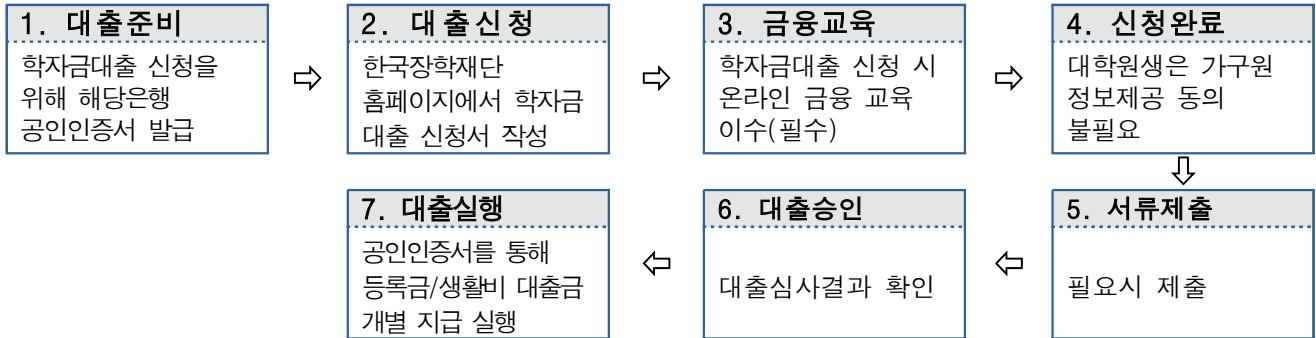 1. 대출준비
학자금대출 신청을
위해 해당은행
공인인증서 발급
2. 대출신청
한국장학재단
홈페이지에서 학자금
대출 신청서 작성
3. 금융교육
학자금대출 신청 시
온라인 금융 교육
이수(필수)
4. 신청완료
대학원생은 가구원
정보제공 동의
불필요
5. 서류제출
필요시 제출
6. 대출승인
대출심사결과 확인
7. 대출실행
공인인증서를 통해
등록금/생활비 대출금
개별 지급 실행